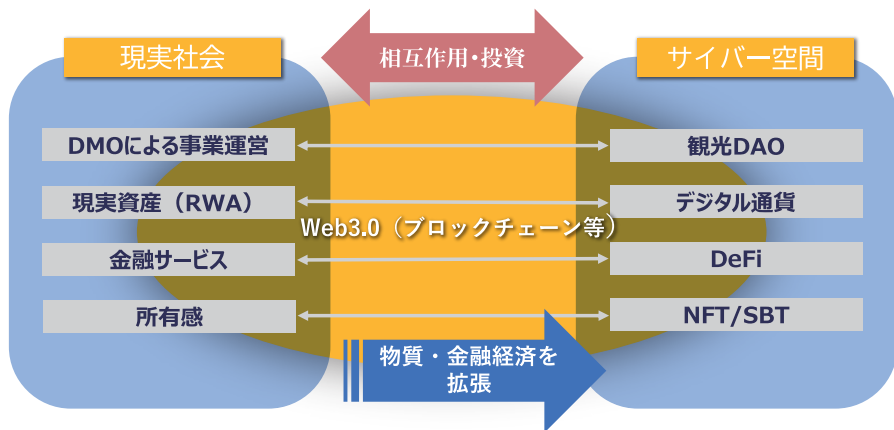 現実社会
相互作用・投資
サイバー空間
DMOによる事業運営
観光DAO
現実資産（RWA）
デジタル通貨
Web3.0（ブロックチェーン等）
金融サービス
DeFi
所有感
NFT/SBT
物質・金融経済を
拡張